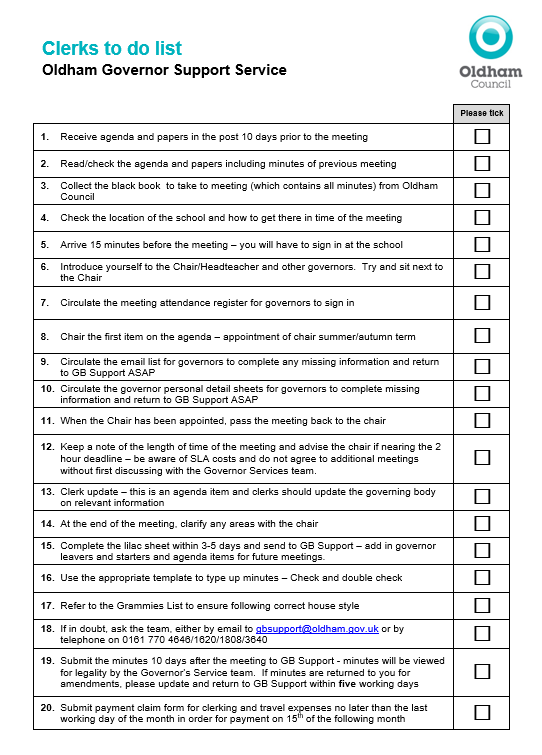 Clerks to do list
Oldham Governor Support Service
Oldham
Council
Please tick
1. Receive agenda and papers in the post 10 days prior to the meeting
2. Read/check the agenda and papers including minutes of previous meeting
3. Collect the black book to take to meeting (which contains all minutes) from Oldham
Council
4. Check the location of the school and how to get there in time of the meeting
5. Arrive 15 minutes before the meeting – you will have to sign in at the school
6. Introduce yourself to the Chair/Headteacher and other governors. Try and sit next to
the Chair
7. Circulate the meeting attendance register for governors to sign in
8. Chair the first item on the agenda – appointment of chair summer/autumn term
9. Circulate the email list for governors to complete any missing information and return
to GB Support ASAP
10. Circulate the governor personal detail sheets for governors to complete missing
information and return to GB Support ASAP
11. When the Chair has been appointed, pass the meeting back to the chair
12. Keep a note of the length of time of the meeting and advise the chair if nearing the 2
hour deadline – be aware of SLA costs and do not agree to additional meetings
without first discussing with the Governor Services team.
13. Clerk update – this is an agenda item and clerks should update the governing body
on relevant information
14. At the end of the meeting, clarify any areas with the chair
15. Complete the lilac sheet within 3-5 days and send to GB Support – add in governor
leavers and starters and agenda items for future meetings.
16. Use the appropriate template to type up minutes – Check and double check
17. Refer to the Grammies List to ensure following correct house style
18. If in doubt, ask the team, either by email to gbsupport@oldham.gov.uk or by
telephone on 0161 770 4646/1620/1808/3640
19. Submit the minutes 10 days after the meeting to GB Support - minutes will be viewed
for legality by the Governor's Service team. If minutes are returned to you for
amendments, please update and return to GB Support within five working days
20. Submit payment claim form for clerking and travel expenses no later than the last
working day of the month in order for payment on 15th of the following month